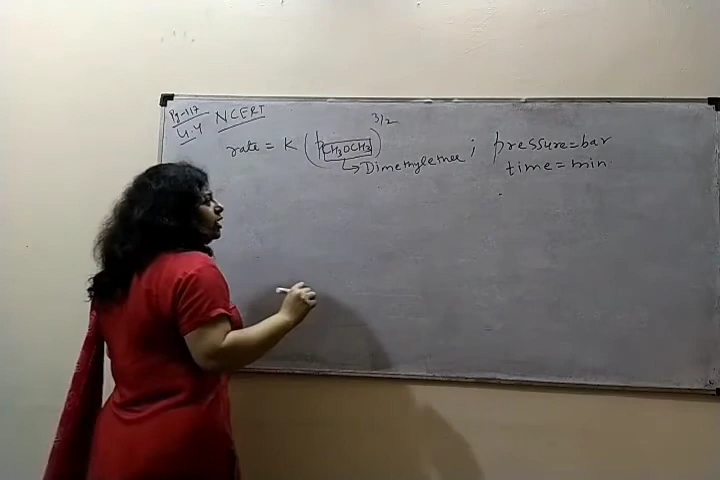 Pg-117
4.4 NCERT
rate = K (pCH3OCH3)^3/2 ; pressure=bar
↳ Dimethylether time = min.